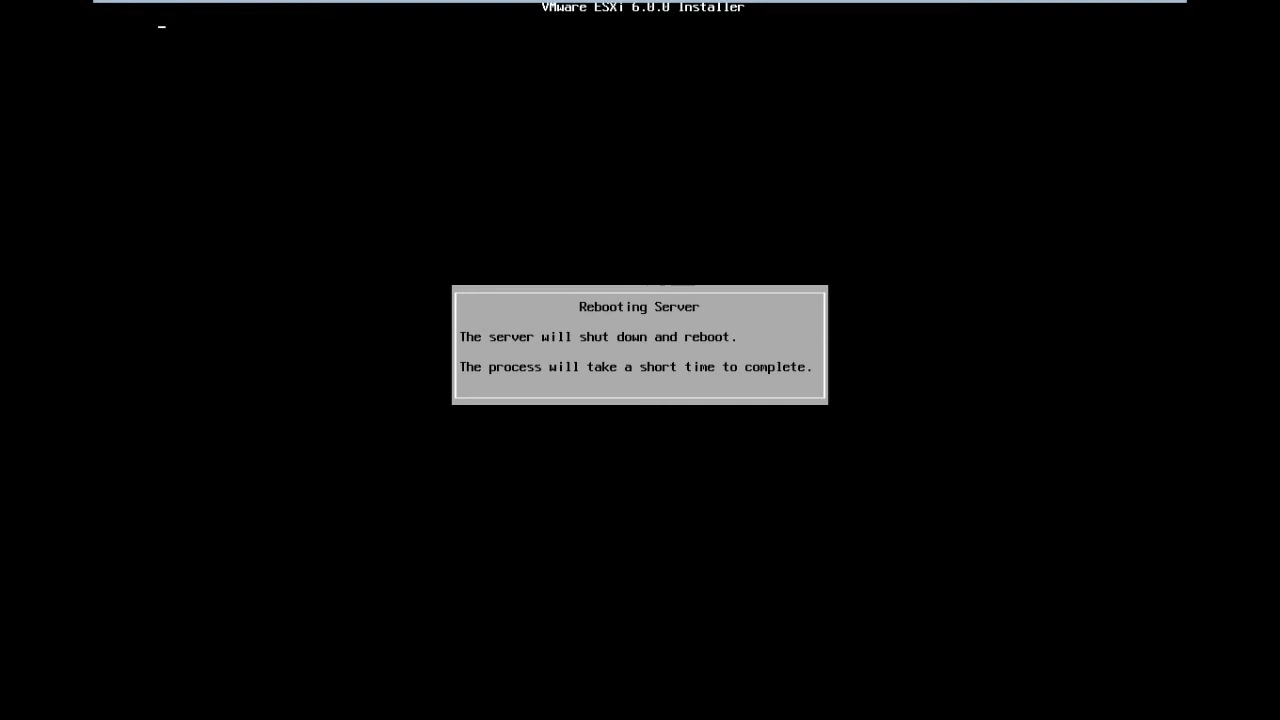 VMware ESXi 6.0.0 Installer
Rebooting Server
The server will shut down and reboot.
The process will take a short time to complete.